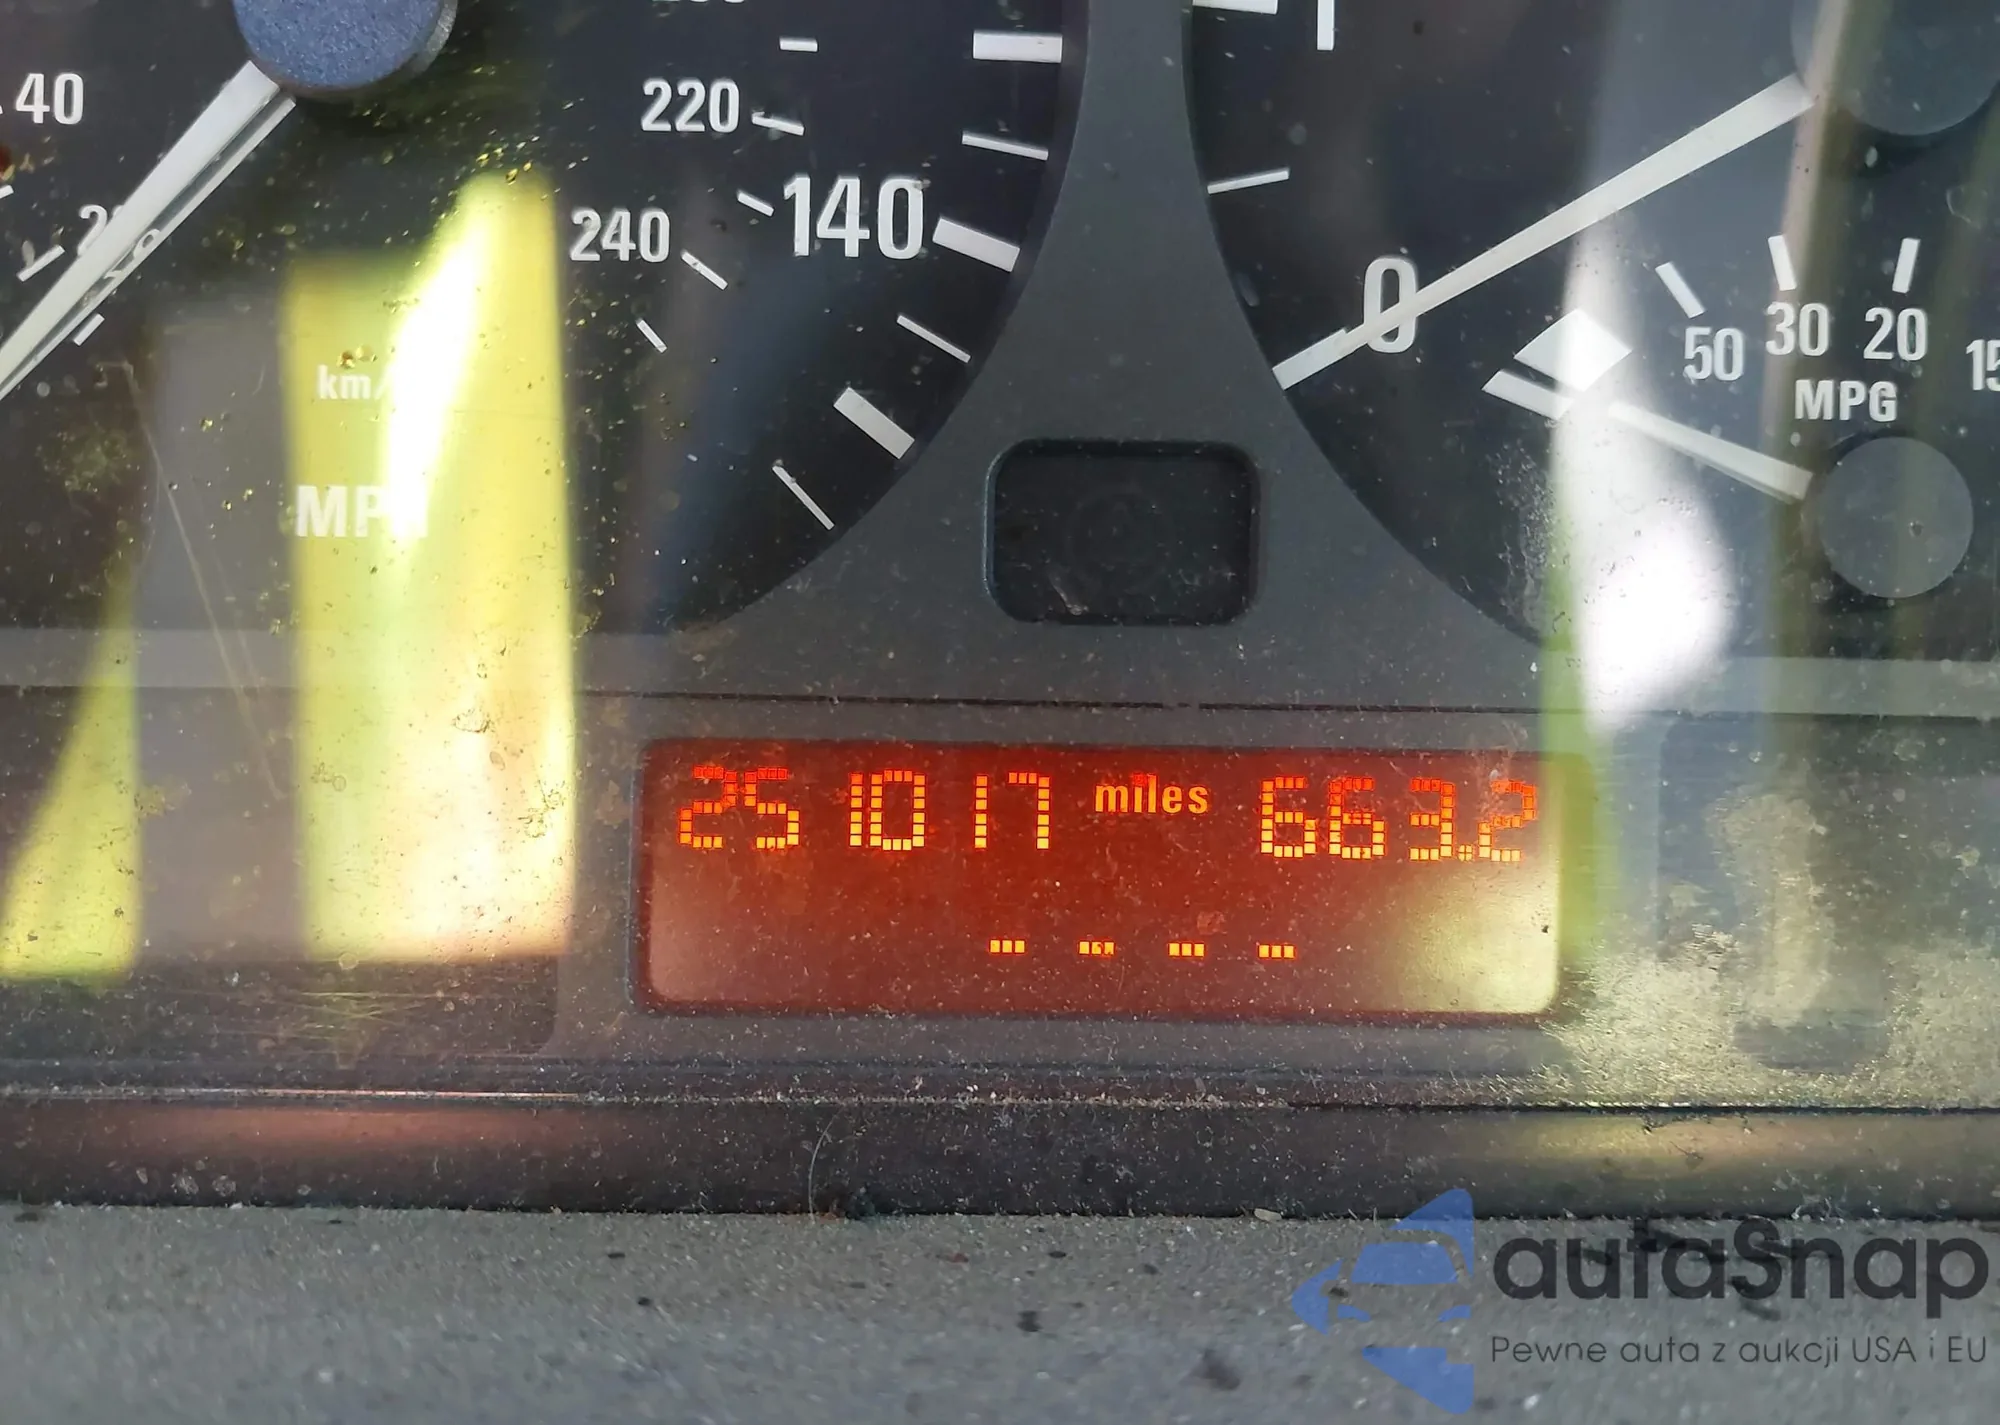 40
220
140
240
0
50 30 20 15
MPG
km/
MPH
251017 miles 663.2
- - - -
autaSnap
Pewne auta z aukcji USA i EU